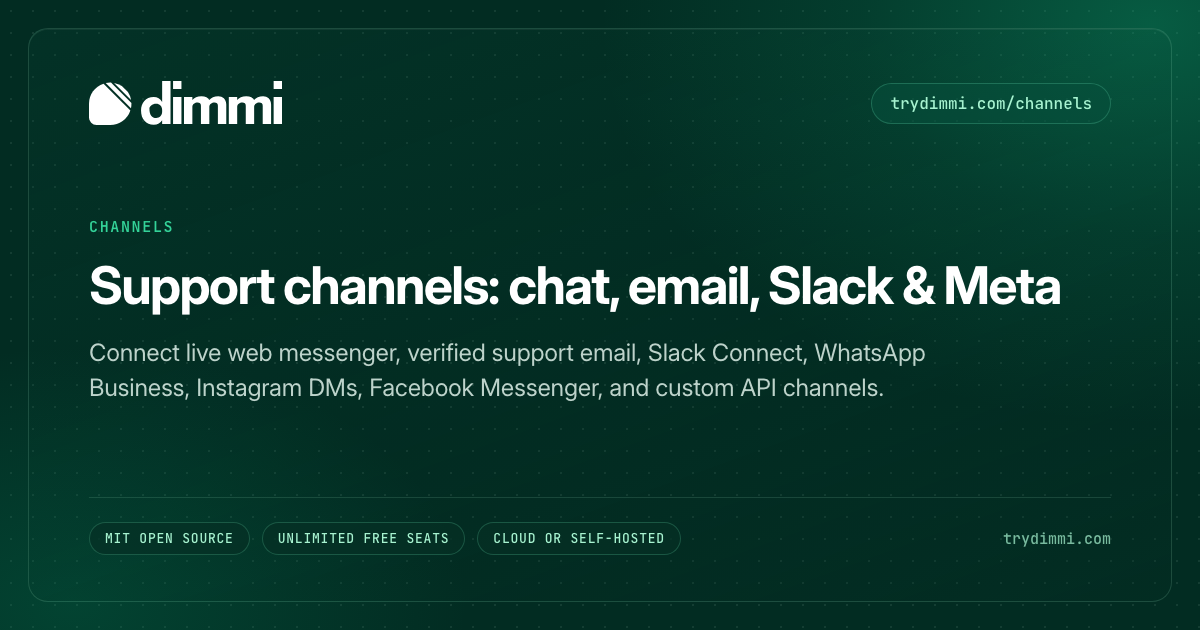 dimmi
trydimmi.com/channels
CHANNELS
Support channels: chat, email, Slack & Meta
Connect live web messenger, verified support email, Slack Connect, WhatsApp
Business, Instagram DMs, Facebook Messenger, and custom API channels.
MIT OPEN SOURCE
UNLIMITED FREE SEATS
CLOUD OR SELF-HOSTED
trydimmi.com